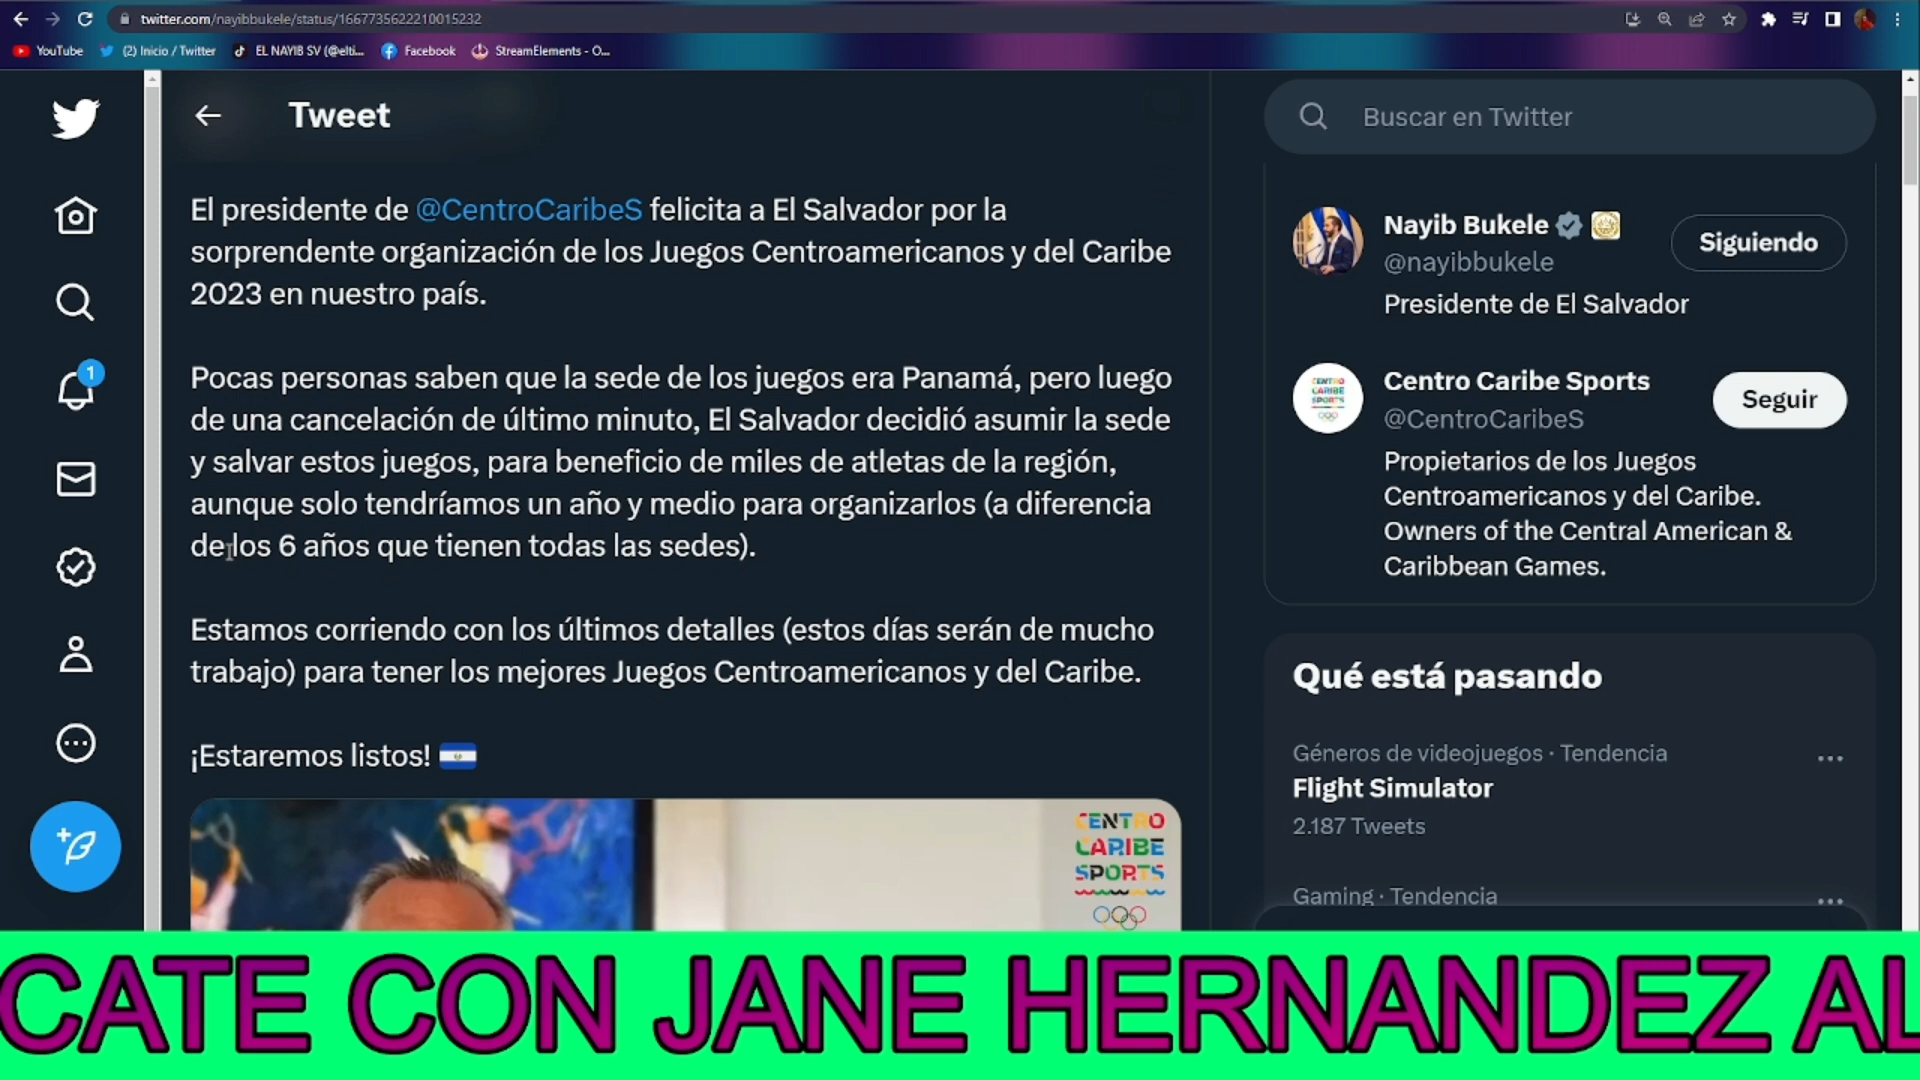 twitter.com/nayibbukele/status/1667735622210015232
YouTube
(2) Inicio / Twitter
EL NAYIB SV (@elti...
Facebook
StreamElements - O...
Tweet
El presidente de @CentroCaribeS felicita a El Salvador por la
sorprendente organización de los Juegos Centroamericanos y del Caribe
2023 en nuestro país.
Pocas personas saben que la sede de los juegos era Panamá, pero luego
de una cancelación de último minuto, El Salvador decidió asumir la sede
y salvar estos juegos, para beneficio de miles de atletas de la región,
aunque solo tendríamos un año y medio para organizarlos (a diferencia
de los 6 años que tienen todas las sedes).
Estamos corriendo con los últimos detalles (estos días serán de mucho
trabajo) para tener los mejores Juegos Centroamericanos y del Caribe.
¡Estaremos listos!
CENTRO
CARIBE
SPORTS
1
Buscar en Twitter
Nayib Bukele
@nayibbukele
Siguiendo
Presidente de El Salvador
CENTRO
CARIBE
SPORTS
Centro Caribe Sports
@CentroCaribeS
Seguir
Propietarios de los Juegos
Centroamericanos y del Caribe.
Owners of the Central American &
Caribbean Games.
Qué está pasando
Géneros de videojuegos · Tendencia
Flight Simulator
2.187 Tweets
Gaming · Tendencia
CATE CON JANE HERNANDEZ AL